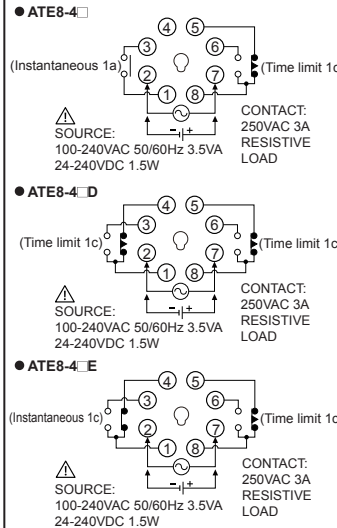 ● ATE8-4□
④ ⑤
③ ⑥
(Instantaneous 1a) (Time limit 1c
② ⑦
① ⑧
- +
⚠
SOURCE:
100-240VAC 50/60Hz 3.5VA
24-240VDC 1.5W
CONTACT:
250VAC 3A
RESISTIVE
LOAD
● ATE8-4□D
④ ⑤
③ ⑥
(Time limit 1c) (Time limit 1c
② ⑦
① ⑧
- +
⚠
SOURCE:
100-240VAC 50/60Hz 3.5VA
24-240VDC 1.5W
CONTACT:
250VAC 3A
RESISTIVE
LOAD
● ATE8-4□E
④ ⑤
③ ⑥
(Instantaneous 1c) (Time limit 1c
② ⑦
① ⑧
- +
⚠
SOURCE:
100-240VAC 50/60Hz 3.5VA
24-240VDC 1.5W
CONTACT:
250VAC 3A
RESISTIVE
LOAD